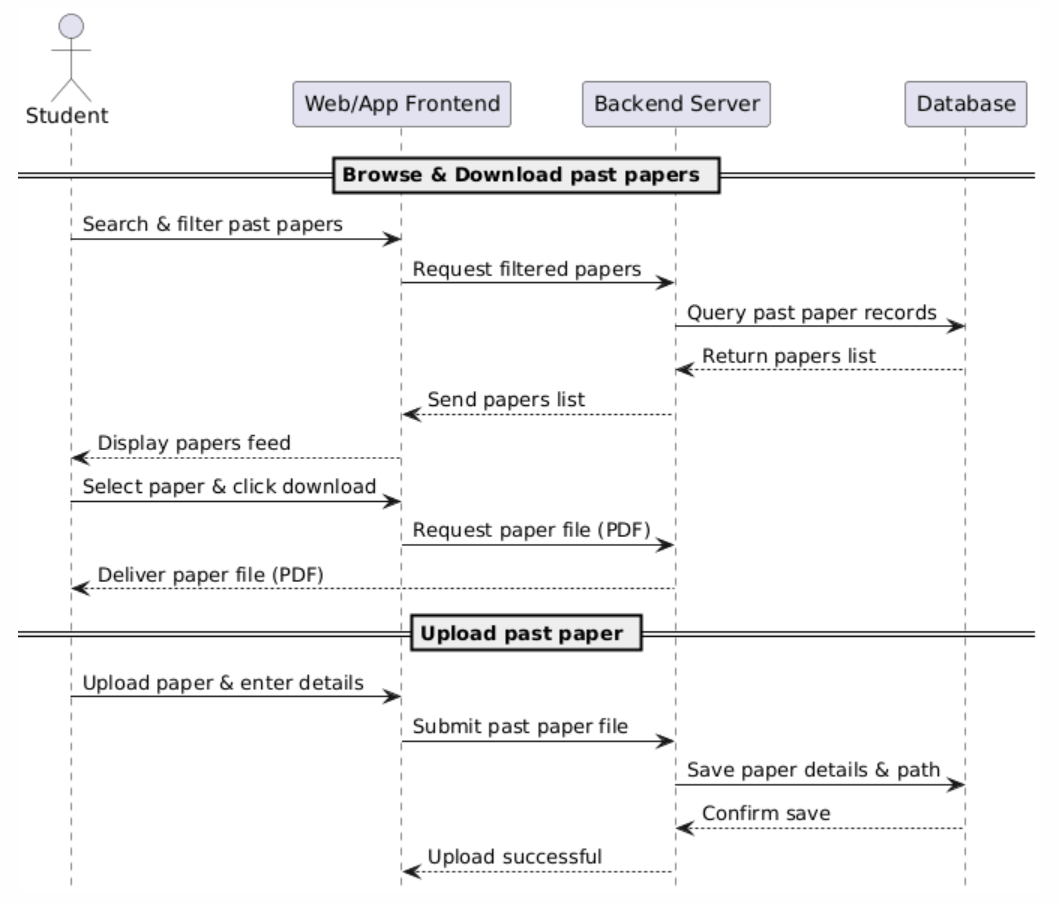 Student
Web/App Frontend
Backend Server
Database
Browse & Download past papers
Search & filter past papers
Request filtered papers
Query past paper records
Return papers list
Send papers list
Display papers feed
Select paper & click download
Request paper file (PDF)
Deliver paper file (PDF)
Upload past paper
Upload paper & enter details
Submit past paper file
Save paper details & path
Confirm save
Upload successful